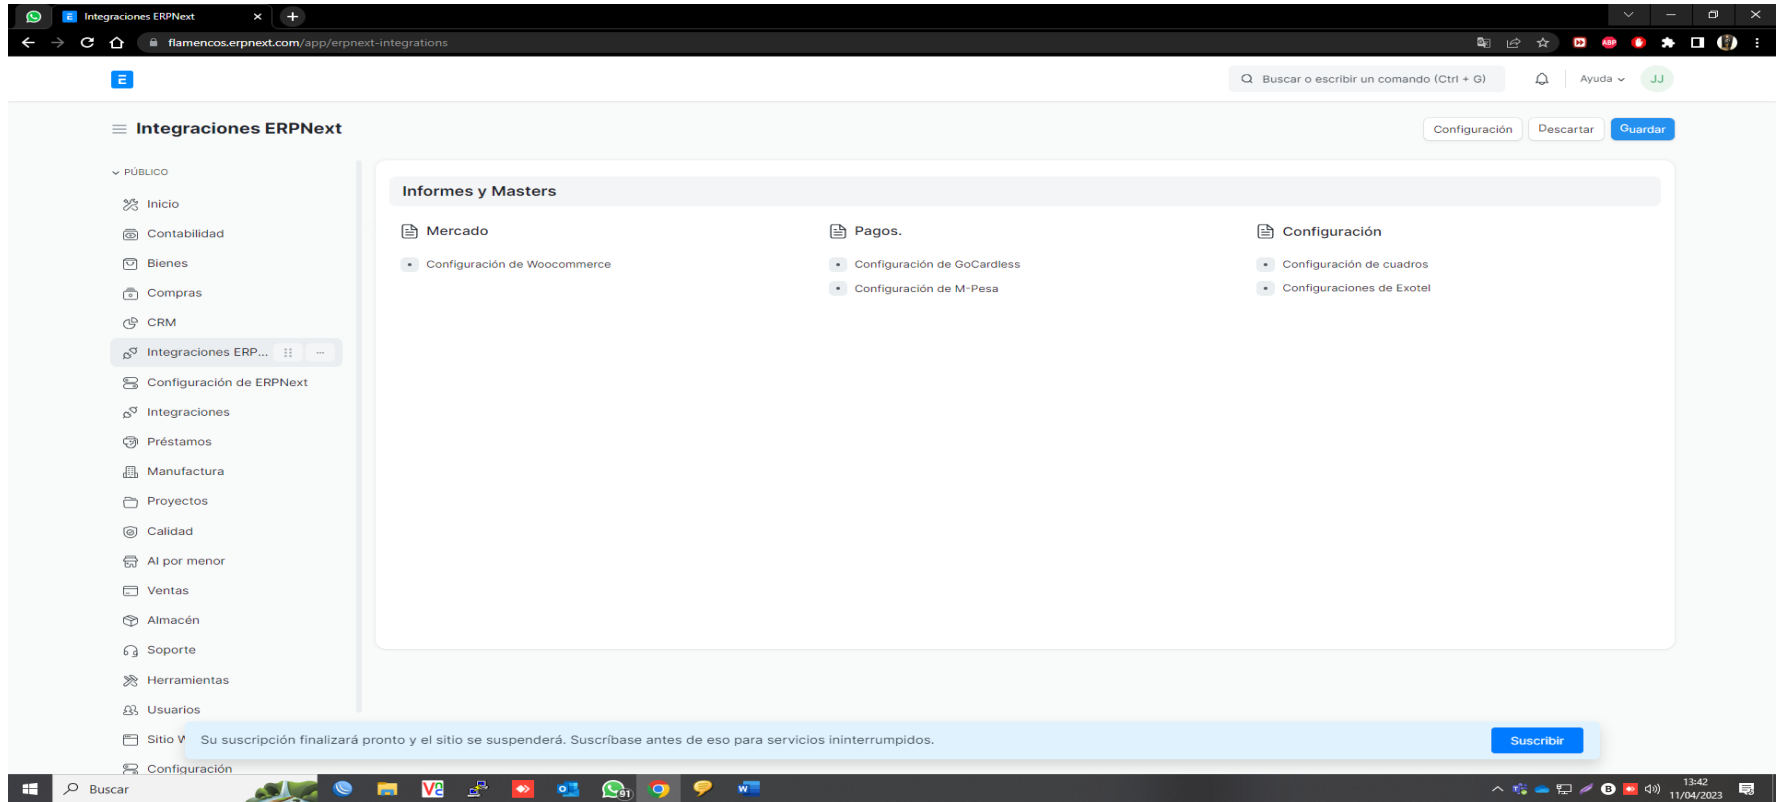 Integraciones ERPNext
flamencos.erpnext.com/app/erpnext-integrations
ABP
E
Buscar o escribir un comando (Ctrl + G)
Ayuda
JJ
Integraciones ERPNext
Configuración
Descartar
Guardar
PÚBLICO
Inicio
Contabilidad
Bienes
Compras
CRM
Integraciones ERP...
Configuración de ERPNext
Integraciones
Préstamos
Manufactura
Proyectos
Calidad
Al por menor
Ventas
Almacén
Soporte
Herramientas
Usuarios
Sitio W
Configuración
Informes y Masters
Mercado
Configuración de Woocommerce
Pagos.
Configuración de GoCardless
Configuración de M-Pesa
Configuración
Configuración de cuadros
Configuraciones de Exotel
Su suscripción finalizará pronto y el sitio se suspenderá. Suscríbase antes de eso para servicios ininterrumpidos.
Suscribir
Buscar
91
13:42
11/04/2023